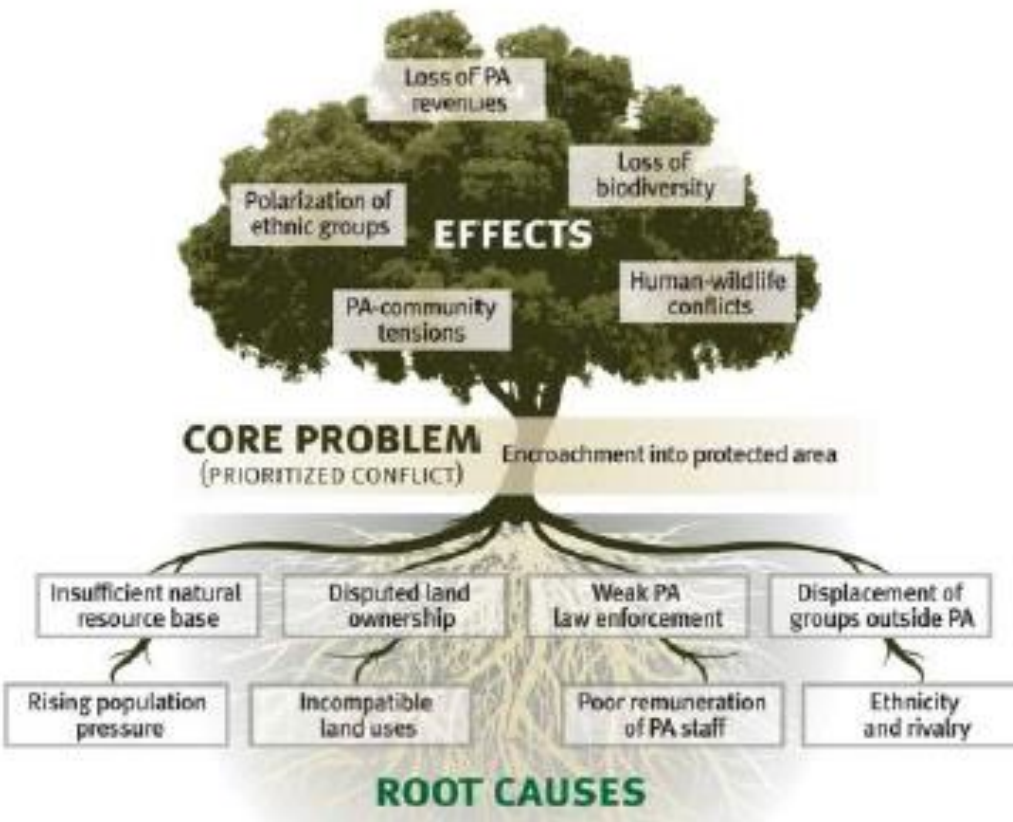 Loss of PA
revenues
Loss of
biodiversity
Polarization of
ethnic groups
EFFECTS
Human-wildlife
conflicts
PA-community
tensions
CORE PROBLEM
(PRIORITIZED CONFLICT)
Encroachment into protected area
Insufficient natural
resource base
Disputed land
ownership
Weak PA
law enforcement
Displacement of
groups outside PA
Rising population
pressure
Incompatible
land uses
Poor remuneration
of PA staff
Ethnicity
and rivalry
ROOT CAUSES